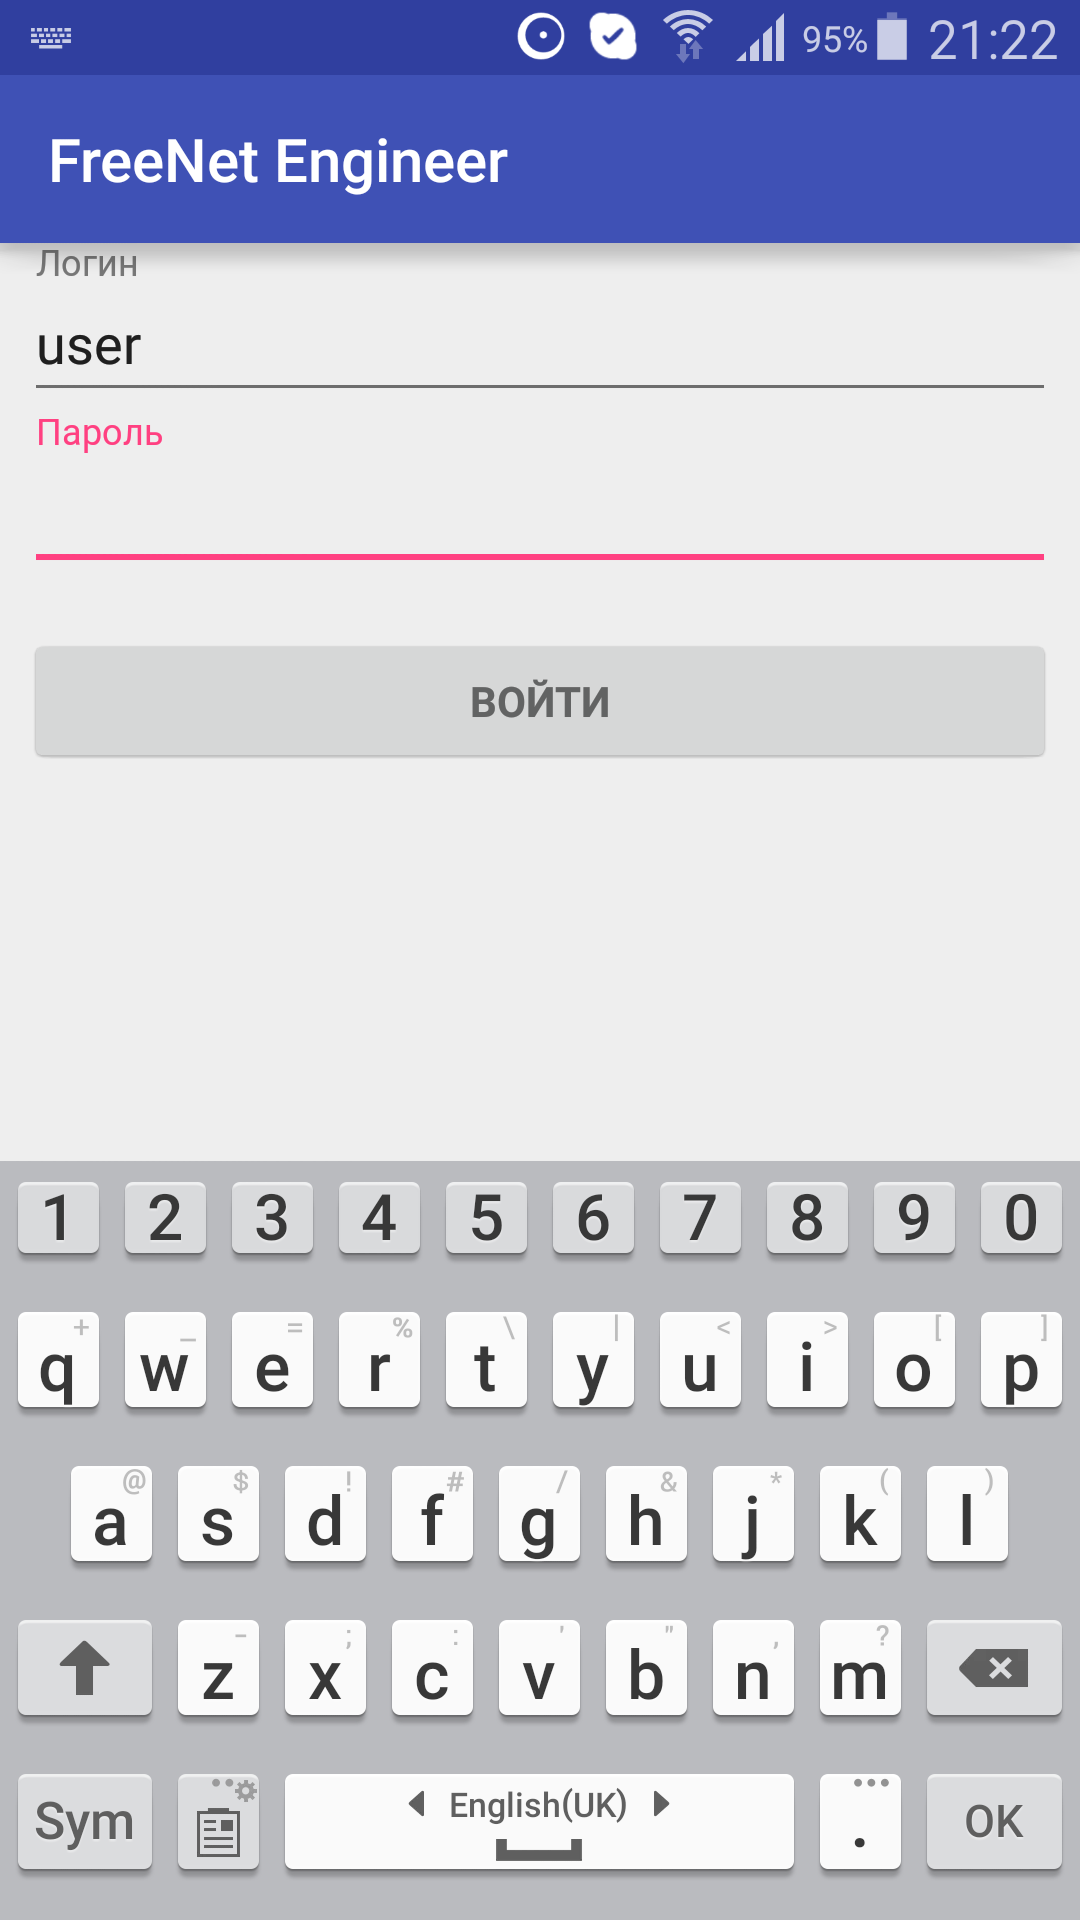 95% 21:22
FreeNet Engineer
Логин
user
Пароль
ВОЙТИ
1 2 3 4 5 6 7 8 9 0
+ _ = % \ | < > [ ]
q w e r t y u i o p
@ $ ! # / & * ( )
a s d f g h j k l
- ; : ' " , ?
z x c v b n m
Sym English(UK) . OK